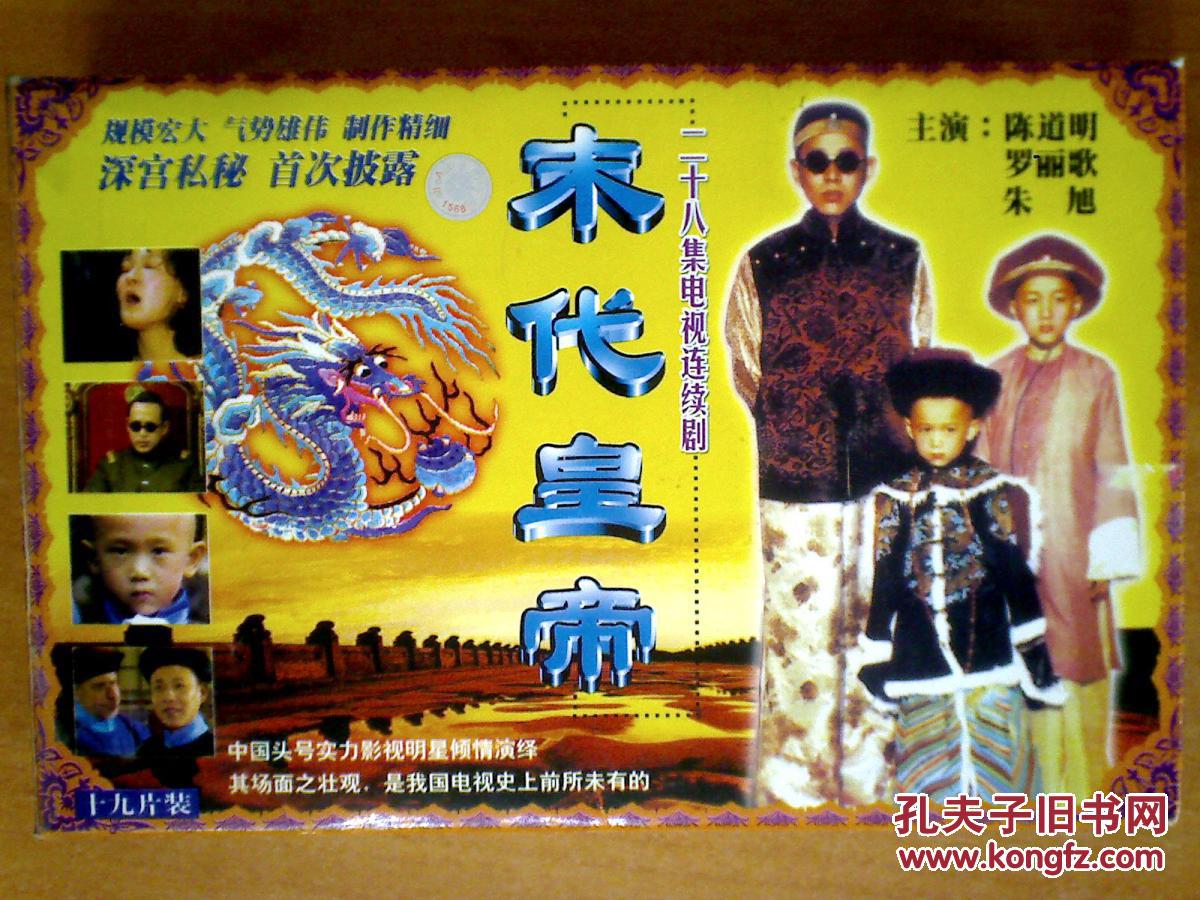 规模宏大 气势雄伟 制作精细
深宫私秘 首次披露
末代皇帝
二十八集电视连续剧
主演：陈道明
罗丽歌
朱 旭
中国头号实力影视明星倾情演绎
其场面之壮观，是我国电视史上前所未有的
十九片装
孔夫子旧书网
www.kongfz.com